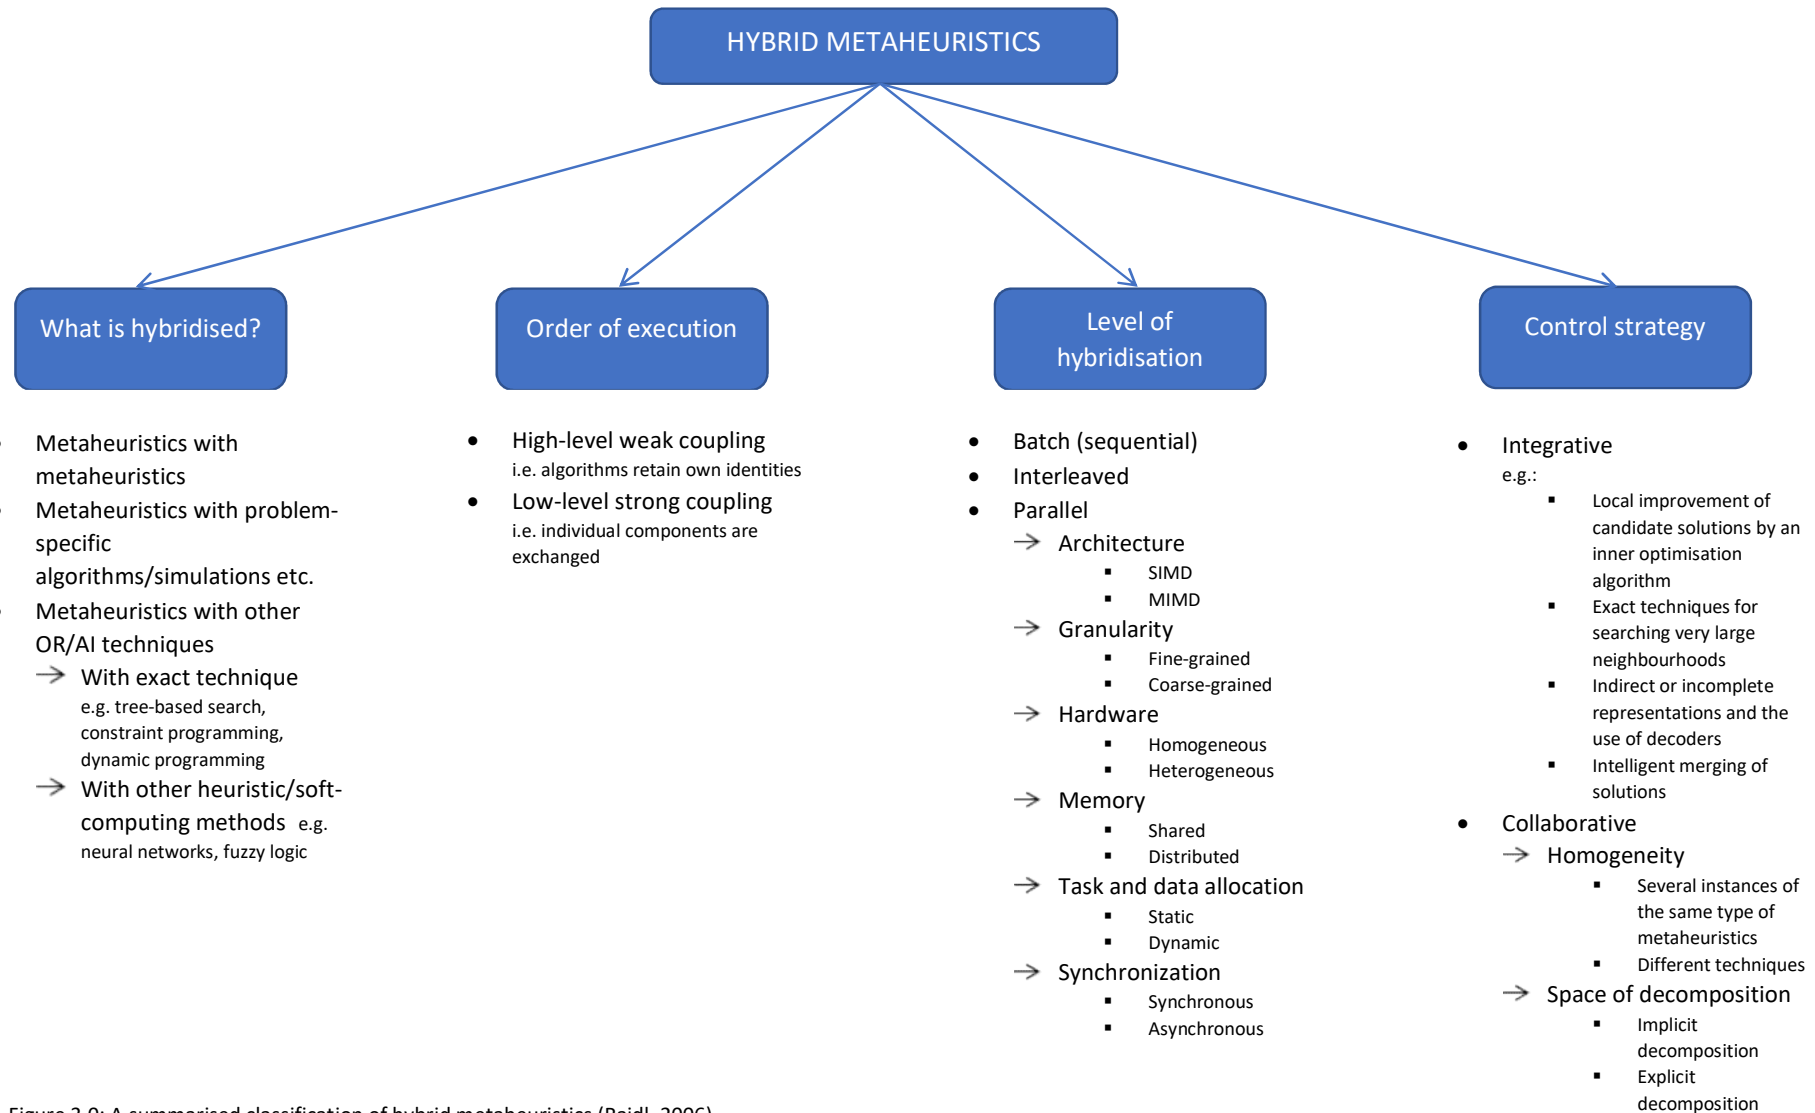 HYBRID METAHEURISTICS
What is hybridised?
Order of execution
Level of
hybridisation
Control strategy
Metaheuristics with
metaheuristics
Metaheuristics with problem-
specific
algorithms/simulations etc.
Metaheuristics with other
OR/AI techniques
With exact technique
e.g. tree-based search,
constraint programming,
dynamic programming
With other heuristic/soft-
computing methods e.g.
neural networks, fuzzy logic
High-level weak coupling
i.e. algorithms retain own identities
Low-level strong coupling
i.e. individual components are
exchanged
Batch (sequential)
Interleaved
Parallel
Architecture
SIMD
MIMD
Granularity
Fine-grained
Coarse-grained
Hardware
Homogeneous
Heterogeneous
Memory
Shared
Distributed
Task and data allocation
Static
Dynamic
Synchronization
Synchronous
Asynchronous
Integrative
e.g.:
Local improvement of
candidate solutions by an
inner optimisation
algorithm
Exact techniques for
searching very large
neighbourhoods
Indirect or incomplete
representations and the
use of decoders
Intelligent merging of
solutions
Collaborative
Homogeneity
Several instances of
the same type of
metaheuristics
Different techniques
Space of decomposition
Implicit
decomposition
Explicit
decomposition
A summarised classification of hybrid metaheuristics